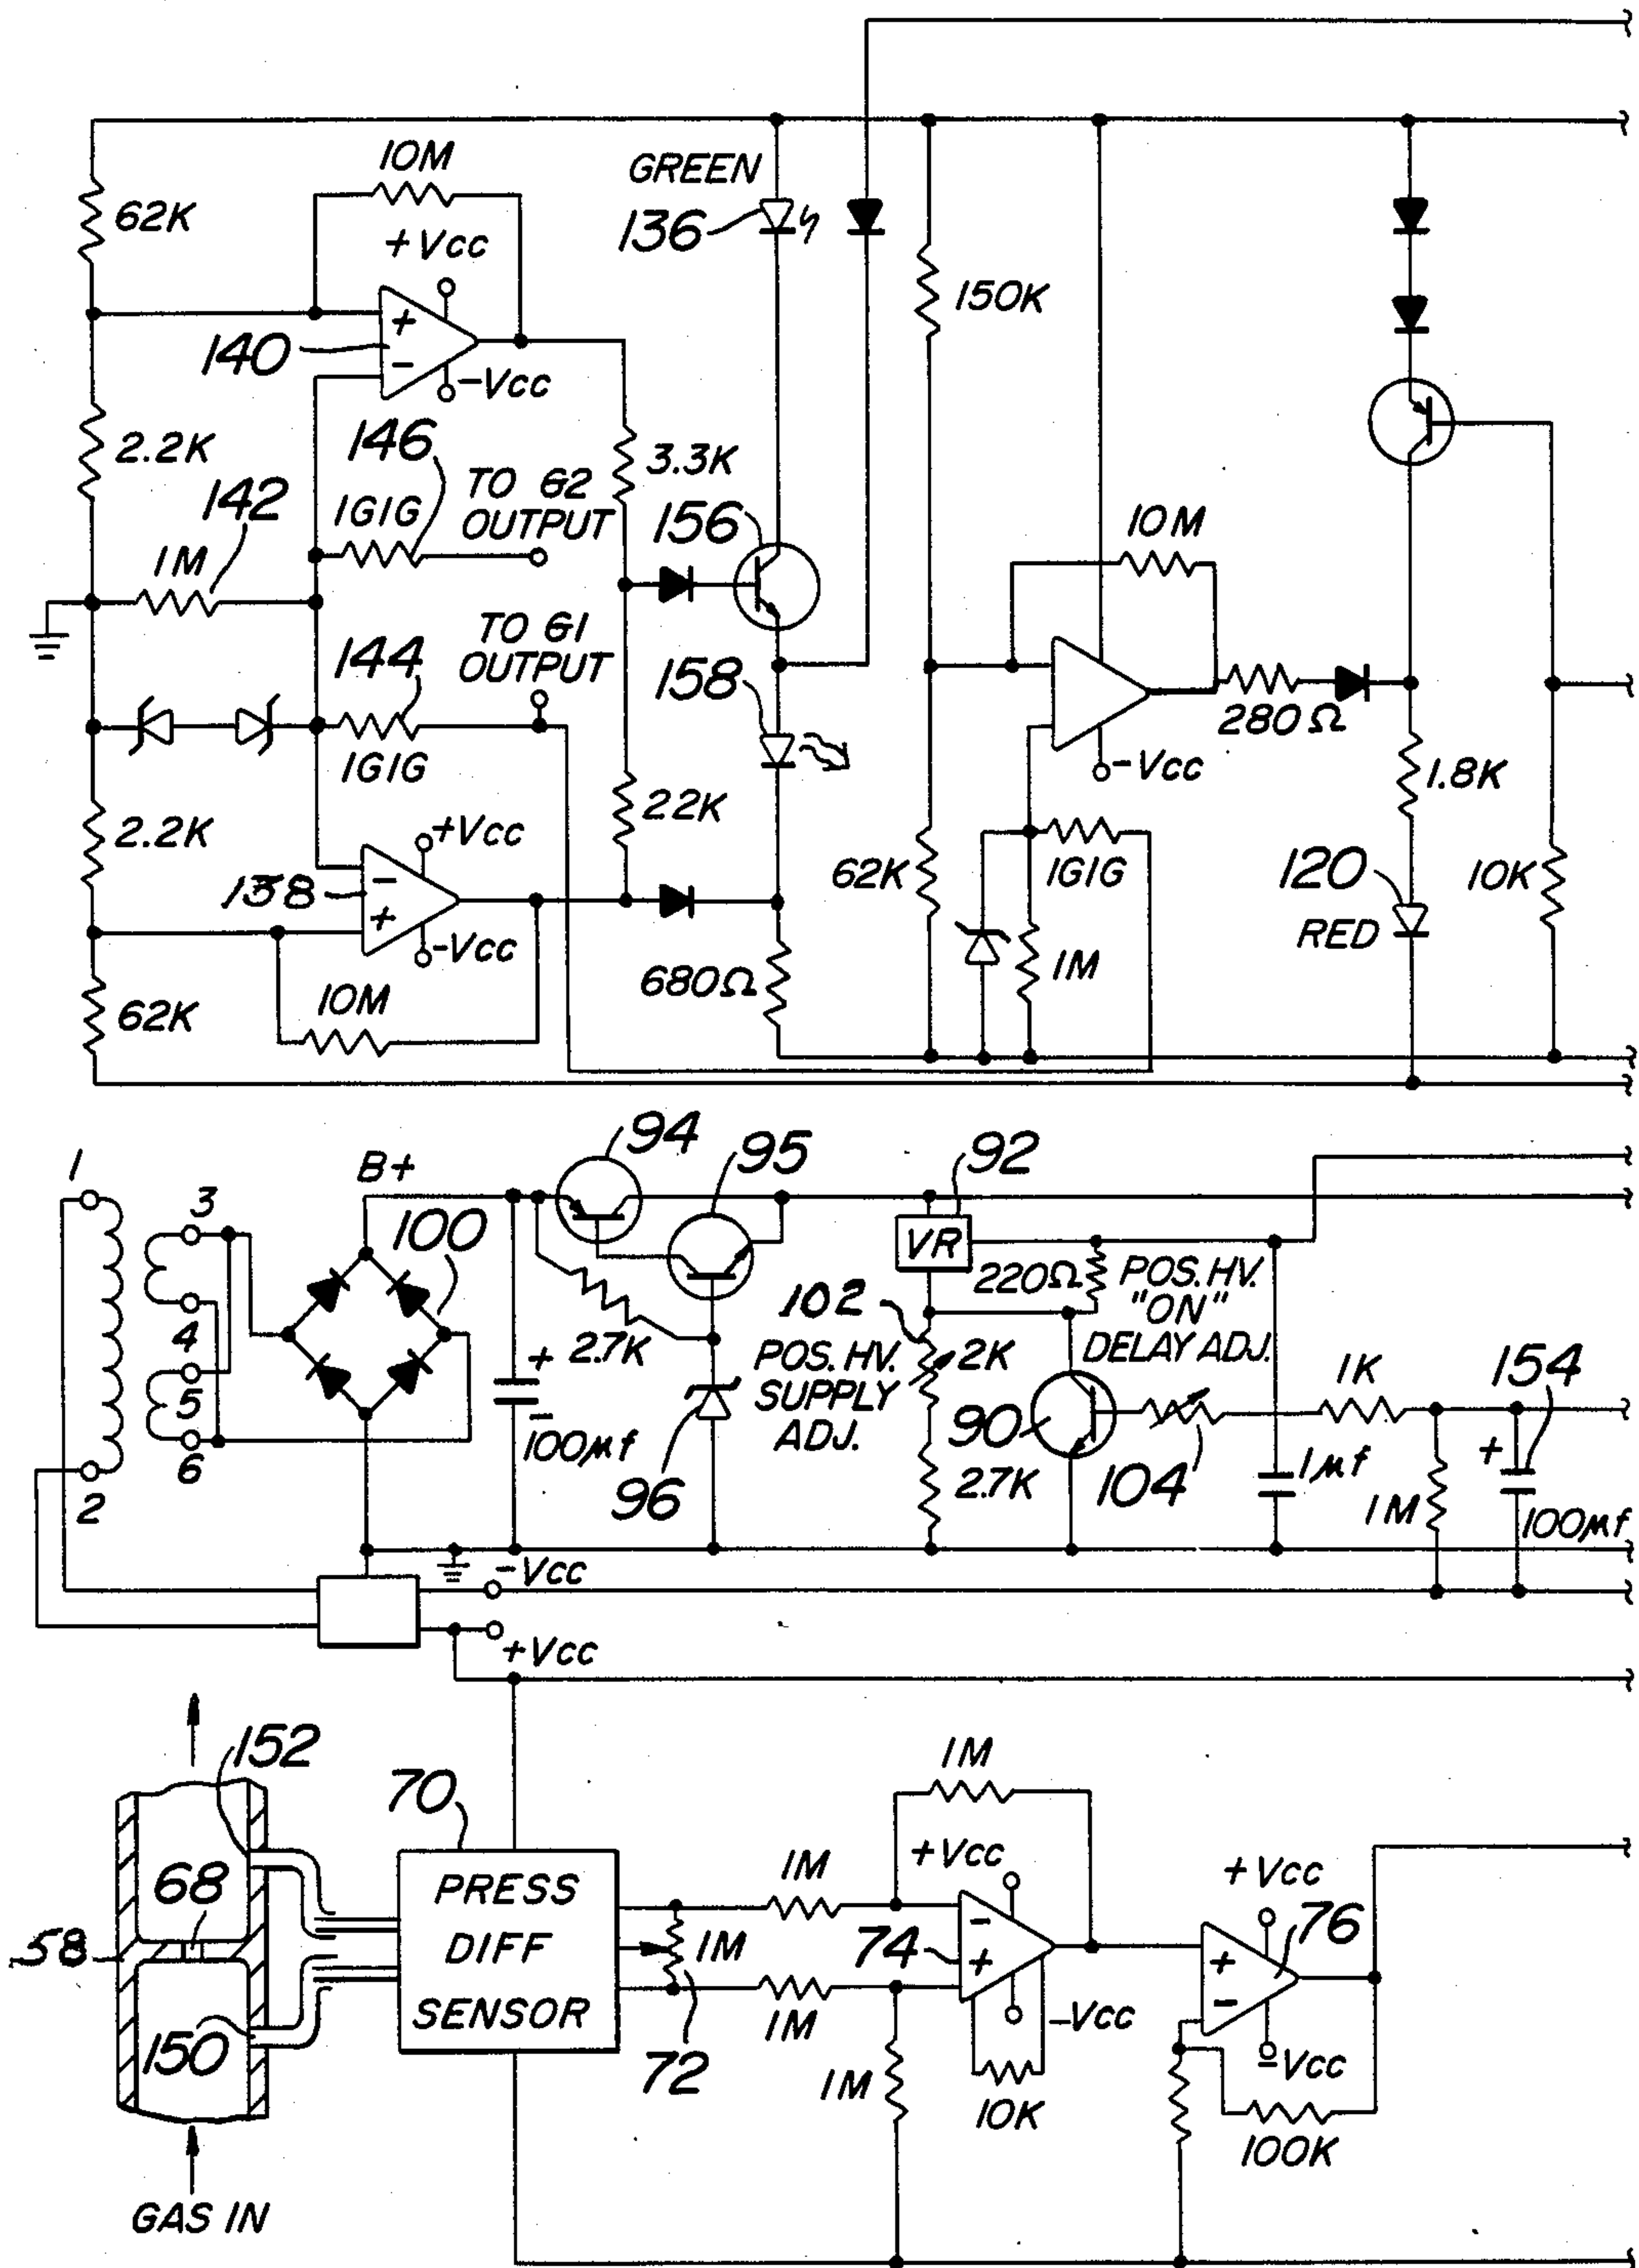 10M
GREEN
62K
136
+Vcc
+
-
140
-Vcc
150K
2.2K
146
3.3K
TO G2
OUTPUT
142
1GIG
156
10M
1M
TO G1
OUTPUT
144
158
280Ω
-Vcc
1GIG
1.8K
22K
2.2K
+Vcc
138
-
+
62K
1GIG
120
10K
-Vcc
RED
1M
680Ω
62K
10M
94
95
92
1
B+
3
100
VR
220Ω
POS. HV.
"ON"
DELAY ADJ.
102
4
+
2.7K
POS. HV.
SUPPLY
ADJ.
2K
1K
154
5
-
100µf
90
+
6
96
2.7K
104
1µf
1M
100µf
2
-Vcc
+Vcc
152
1M
70
68
PRESS
DIFF
SENSOR
1M
+Vcc
+Vcc
58
1M
-
+
74
+
-
76
150
72
1M
-Vcc
-Vcc
1M
10K
100K
GAS IN